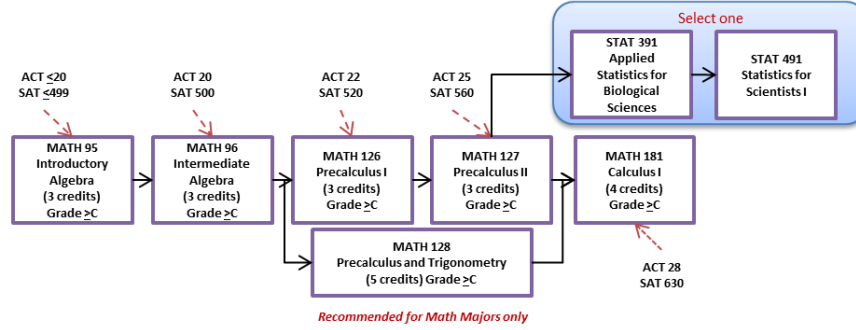 Select one
STAT 391
Applied
Statistics for
Biological
Sciences
STAT 491
Statistics for
Scientists I
ACT <20
SAT <499
ACT 20
SAT 500
ACT 22
SAT 520
ACT 25
SAT 560
MATH 95
Introductory
Algebra
(3 credits)
Grade >C
MATH 96
Intermediate
Algebra
(3 credits)
Grade >C
MATH 126
Precalculus I
(3 credits)
Grade >C
MATH 127
Precalculus II
(3 credits)
Grade >C
MATH 181
Calculus I
(4 credits)
Grade >C
MATH 128
Precalculus and Trigonometry
(5 credits) Grade >C
ACT 28
SAT 630
Recommended for Math Majors only